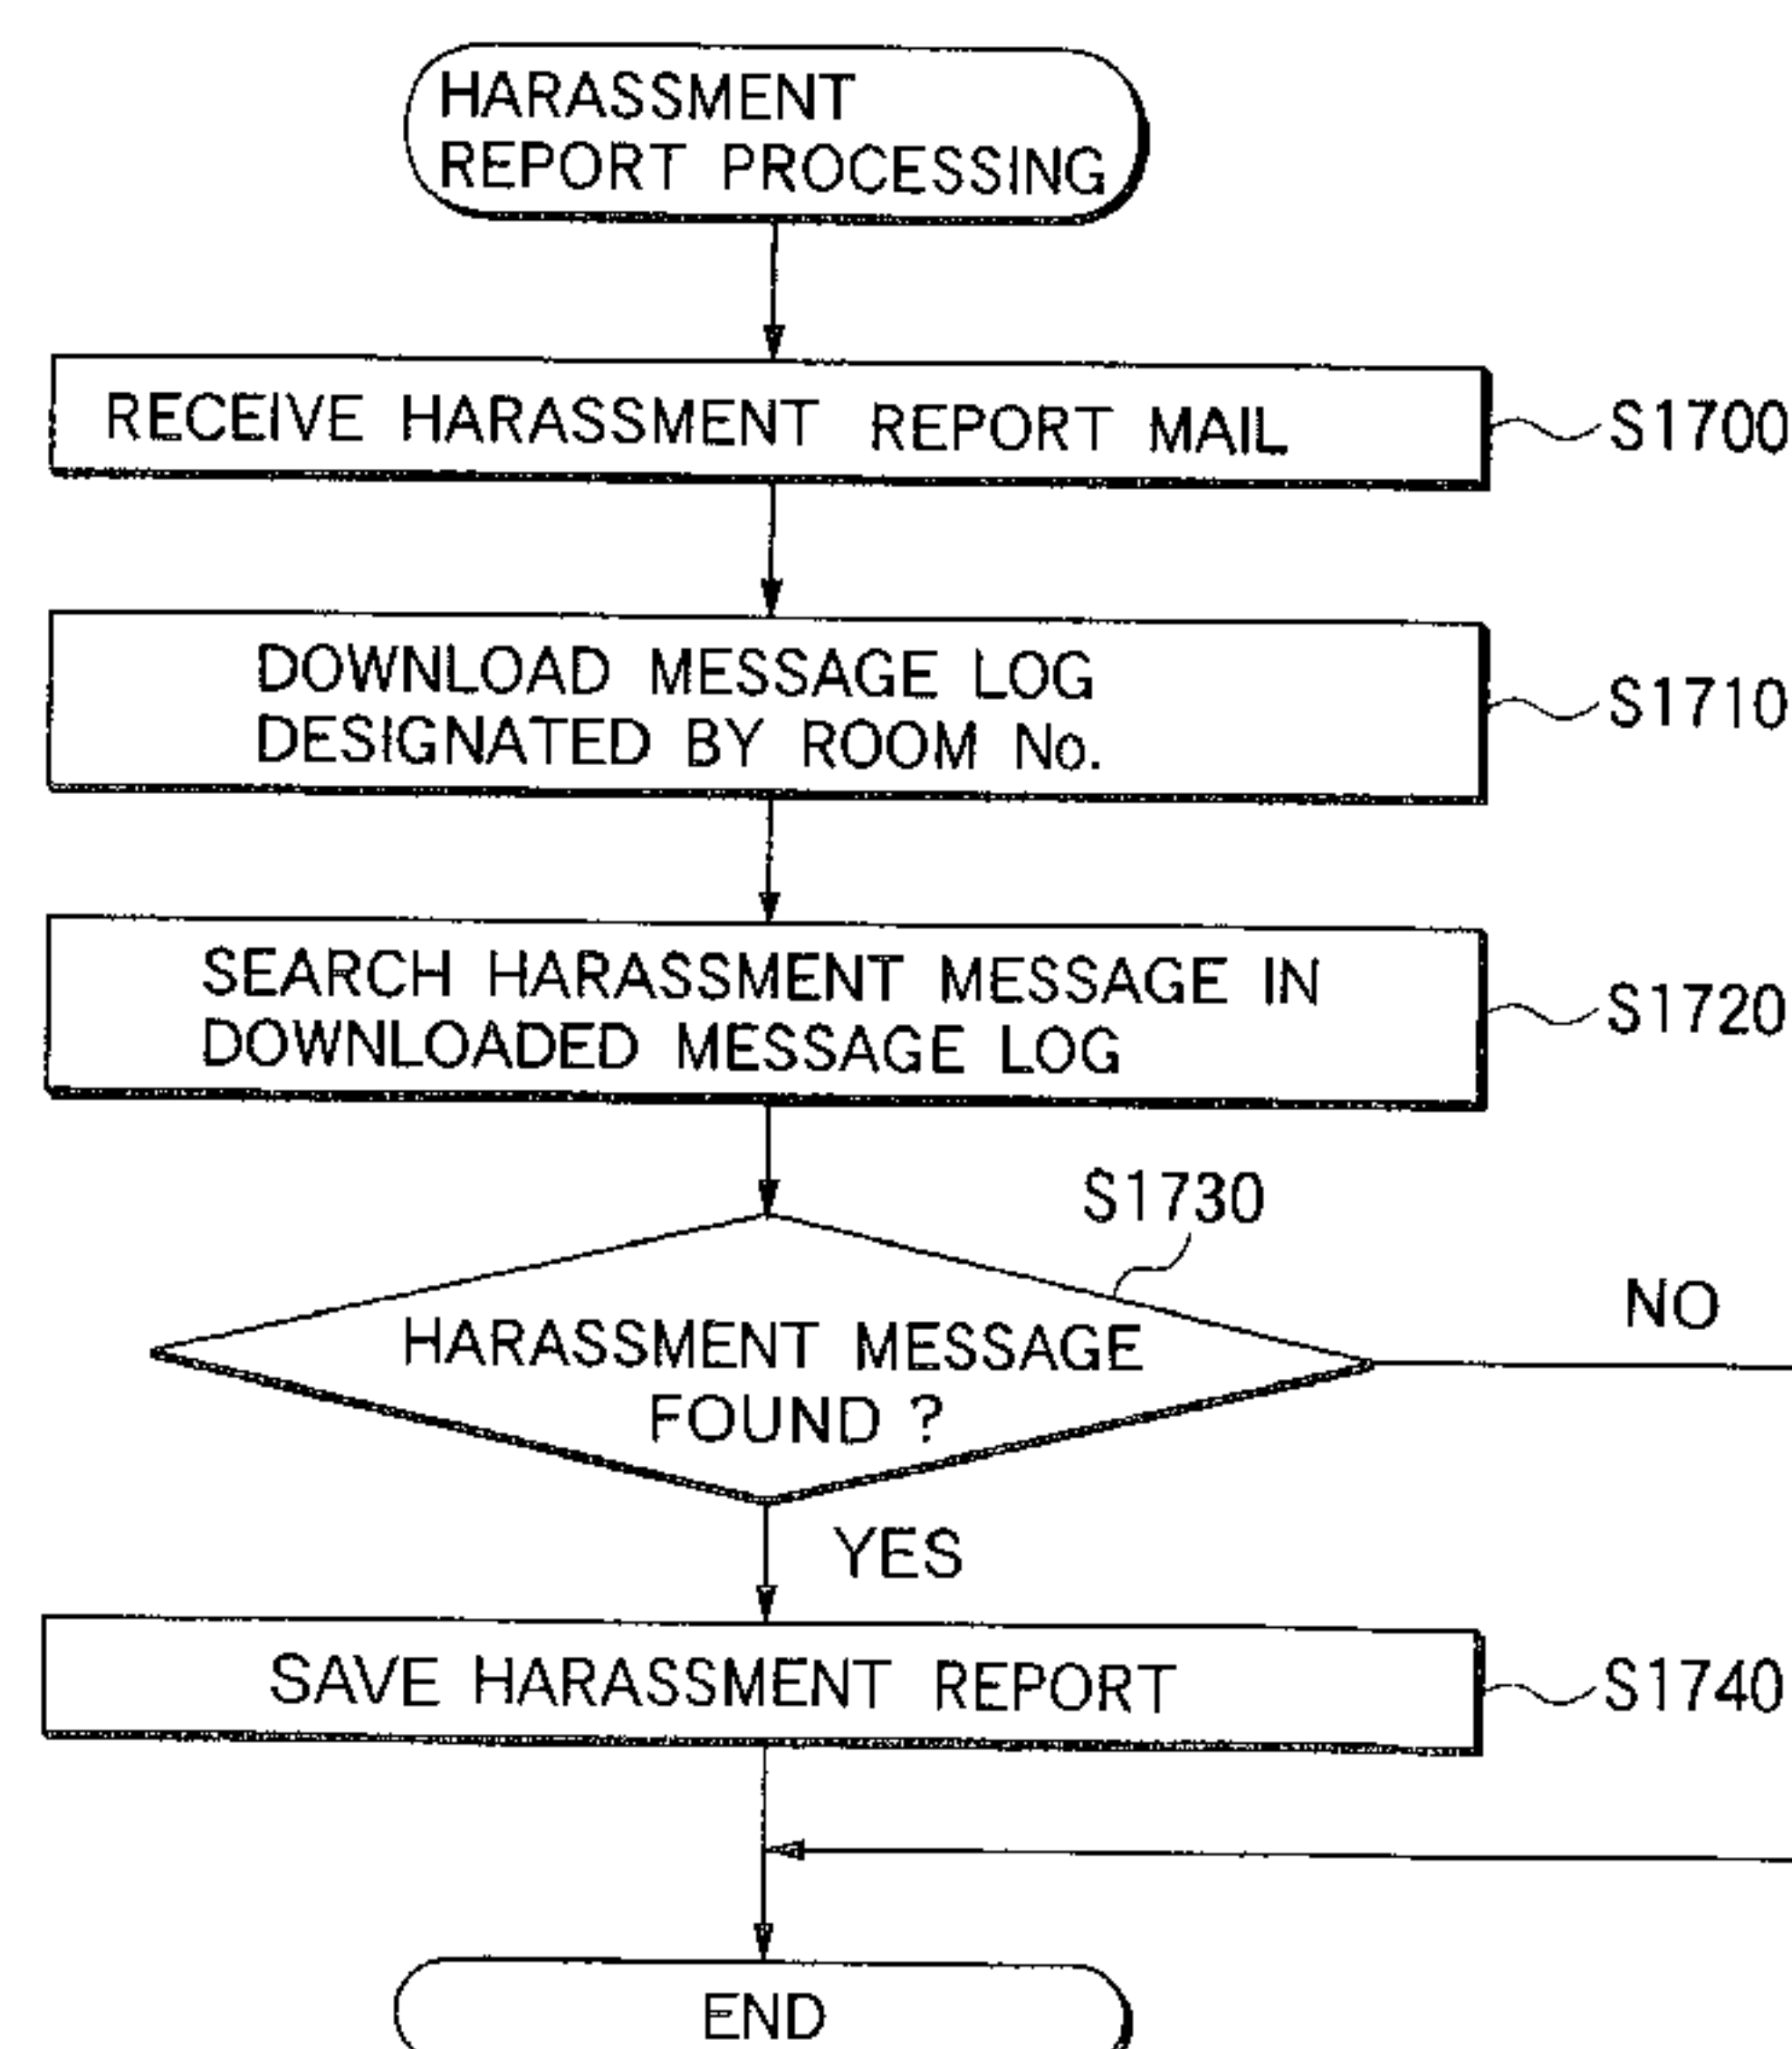 HARASSMENT
REPORT PROCESSING
RECEIVE HARASSMENT REPORT MAIL
S1700
DOWNLOAD MESSAGE LOG
DESIGNATED BY ROOM No.
S1710
SEARCH HARASSMENT MESSAGE IN
DOWNLOADED MESSAGE LOG
S1720
S1730
HARASSMENT MESSAGE
FOUND ?
NO
YES
SAVE HARASSMENT REPORT
S1740
END